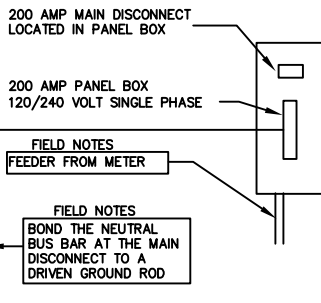 200 AMP MAIN DISCONNECT
LOCATED IN PANEL BOX
200 AMP PANEL BOX
120/240 VOLT SINGLE PHASE
FIELD NOTES
FEEDER FROM METER
FIELD NOTES
BOND THE NEUTRAL
BUS BAR AT THE MAIN
DISCONNECT TO A
DRIVEN GROUND ROD